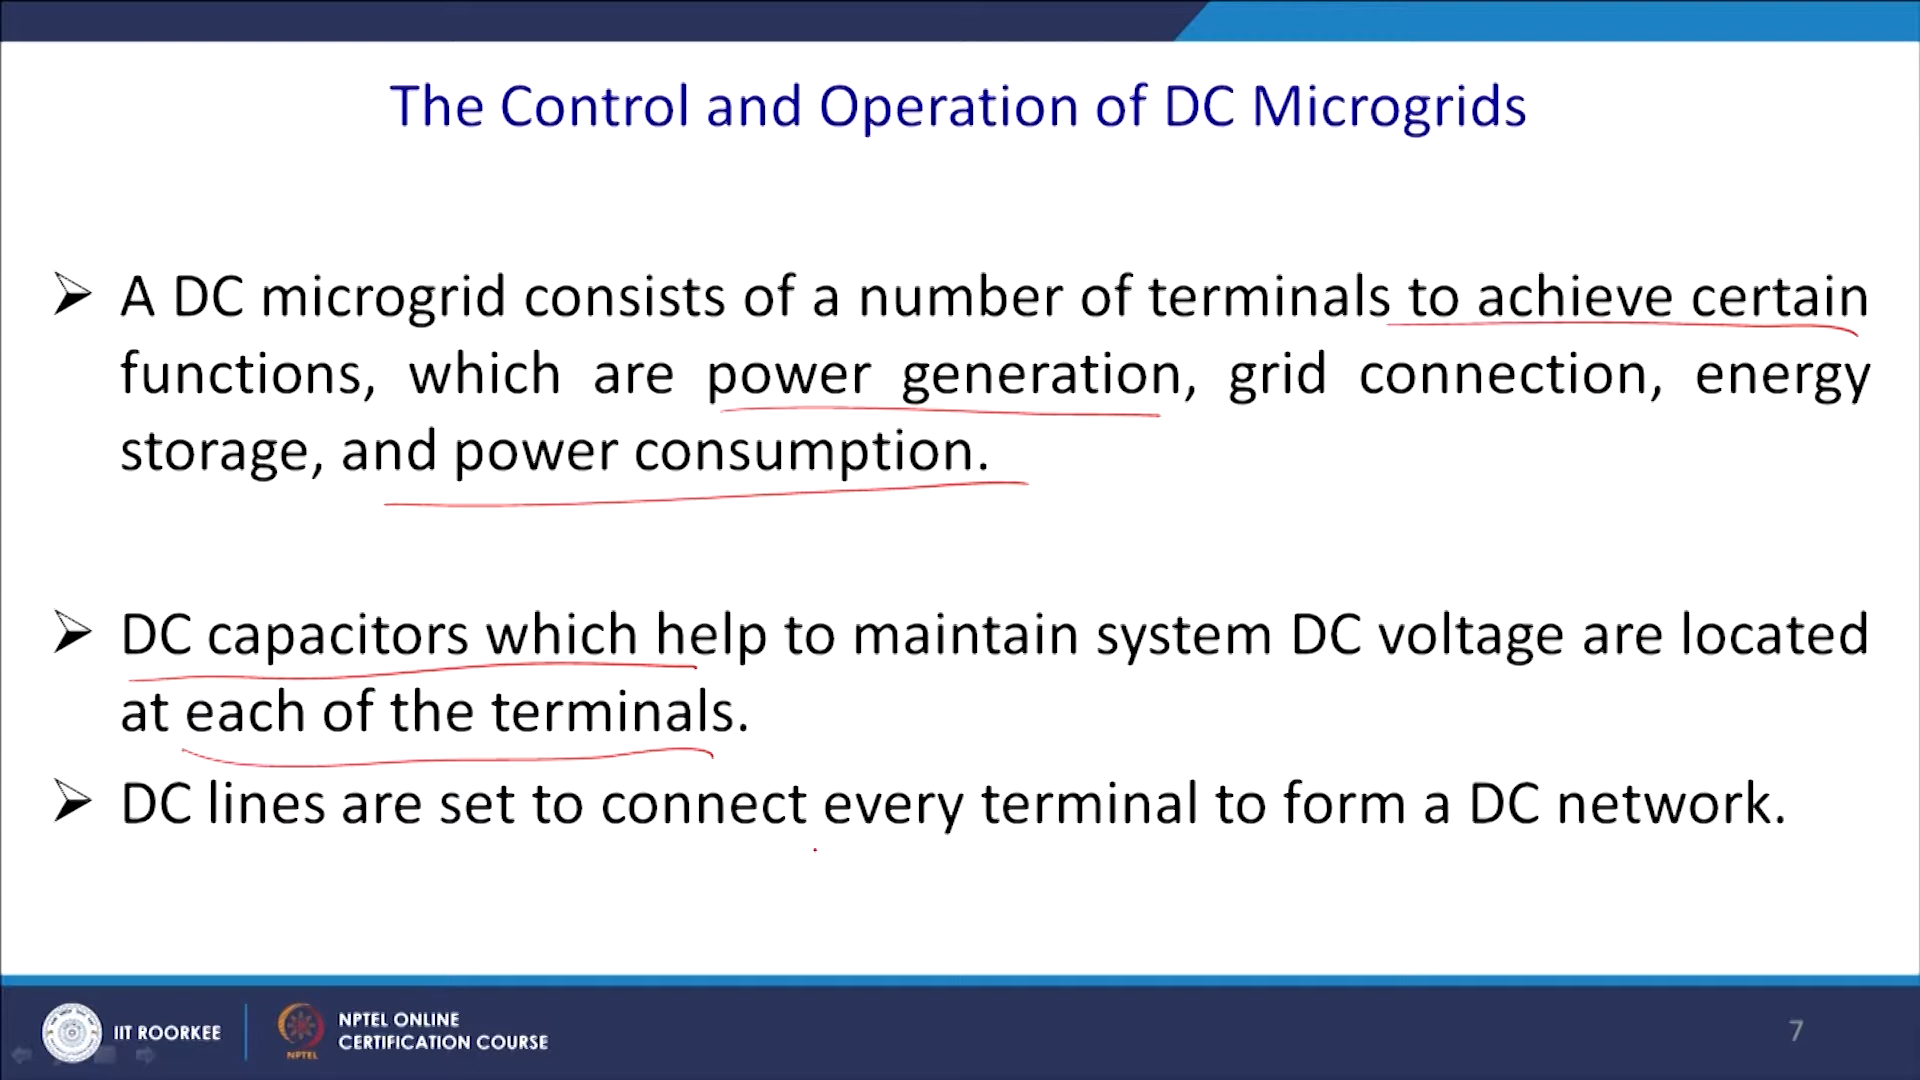 The Control and Operation of DC Microgrids
➢ A DC microgrid consists of a number of terminals to achieve certain
functions, which are power generation, grid connection, energy
storage, and power consumption.
➢ DC capacitors which help to maintain system DC voltage are located
at each of the terminals.
➢ DC lines are set to connect every terminal to form a DC network.
IIT ROORKEE
NPTEL
NPTEL ONLINE
CERTIFICATION COURSE
7